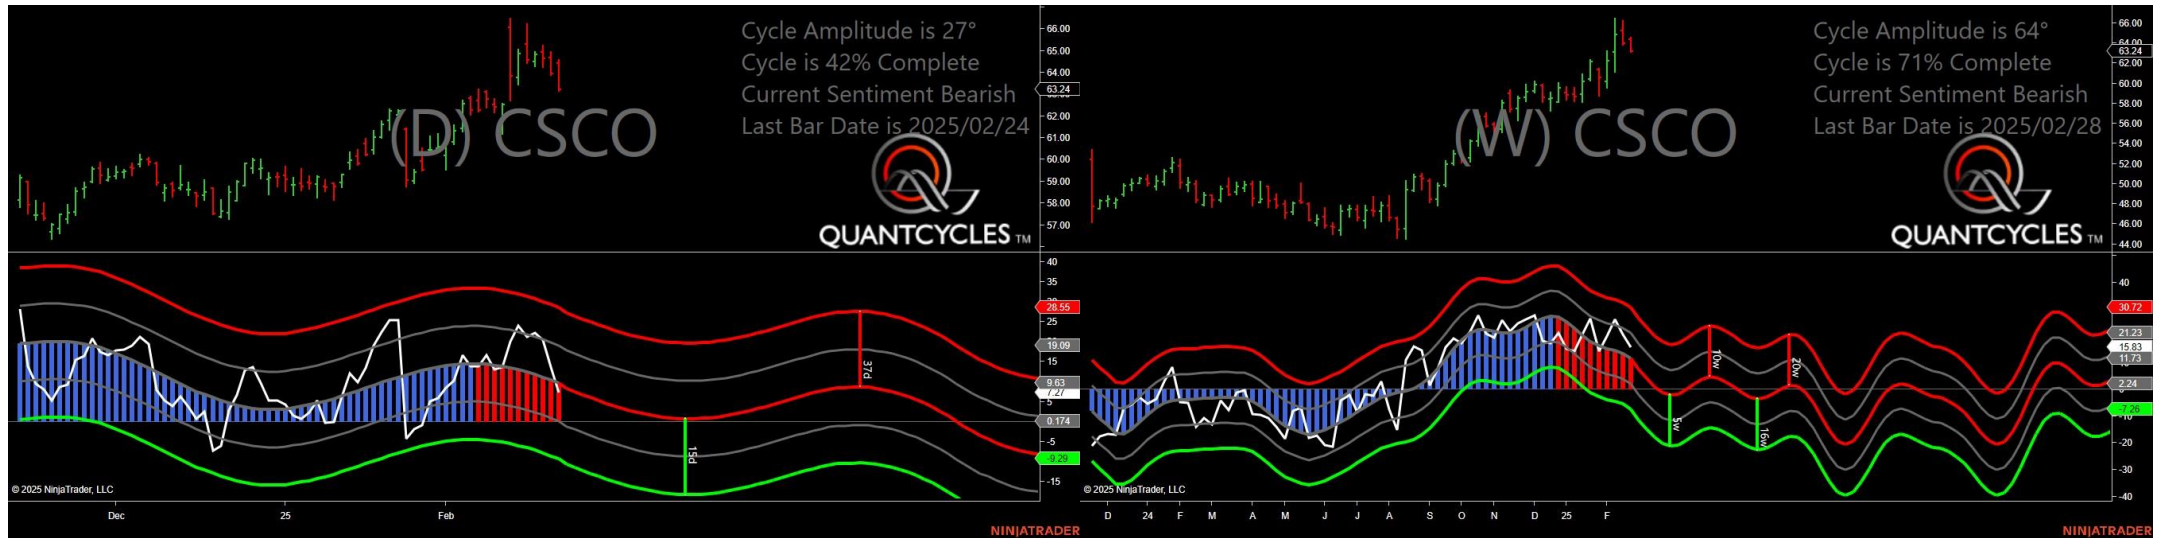 Cycle Amplitude is 27°
Cycle is 42% Complete
Current Sentiment Bearish
Last Bar Date is 2025/02/24
(D) CSCO
QUANTCYCLES TM
66.00
65.00
64.00
63.24
62.00
61.00
60.00
59.00
58.00
57.00
40
35
28.55
25
19.09
15
9.63
7.27
5
0.174
-5
-9.29
-15
37d
15d
© 2025 NinjaTrader, LLC
Dec
25
Feb
NINJATRADER
Cycle Amplitude is 64°
Cycle is 71% Complete
Current Sentiment Bearish
Last Bar Date is 2025/02/28
(W) CSCO
QUANTCYCLES TM
66.00
64.00
63.24
62.00
60.00
58.00
56.00
54.00
52.00
50.00
48.00
46.00
44.00
40
30.72
21.23
15.83
11.73
2.24
-7.26
-20
-30
-40
10w
20w
5w
16w
© 2025 NinjaTrader, LLC
D 24 F M A M J J A S O N D 25 F
NINJATRADER